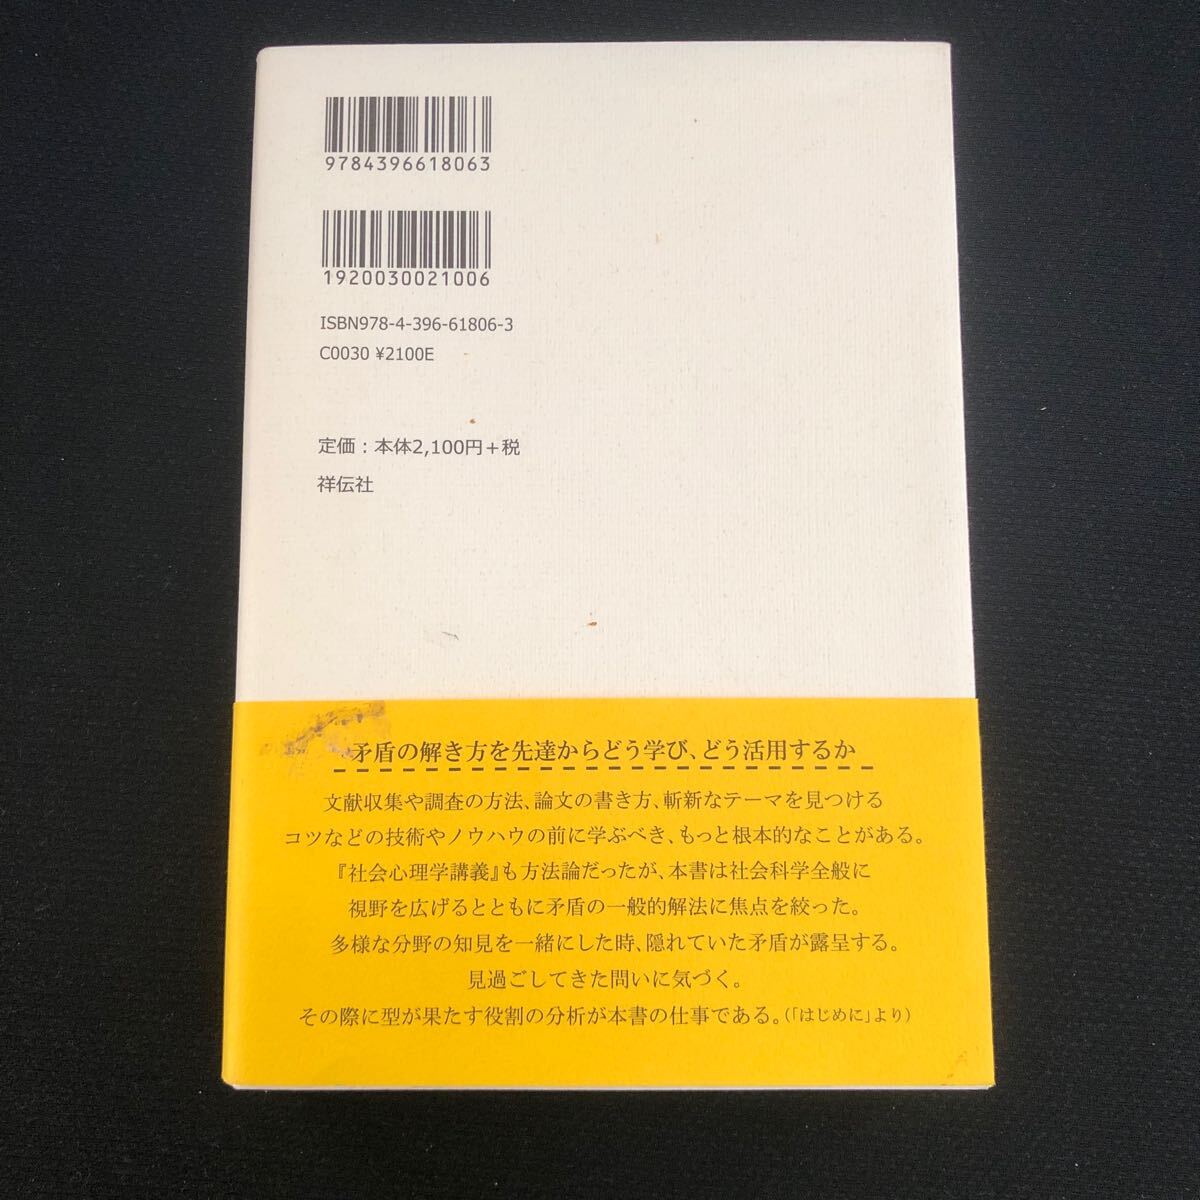 9784396618063
1920030021006
ISBN978-4-396-61806-3
C0030 ¥2100E
定価：本体2,100円＋税
祥伝社
矛盾の解き方を先達からどう学び、どう活用するか
文献収集や調査の方法、論文の書き方、斬新なテーマを見つける
コツなどの技術やノウハウの前に学ぶべき、もっと根本的なことがある。
『社会心理学講義』も方法論だったが、本書は社会科学全般に
視野を広げるとともに矛盾の一般的解法に焦点を絞った。
多様な分野の知見を一緒にした時、隠れていた矛盾が露呈する。
見過ごしてきた問いに気づく。
その際に型が果たす役割の分析が本書の仕事である。（「はじめに」より）